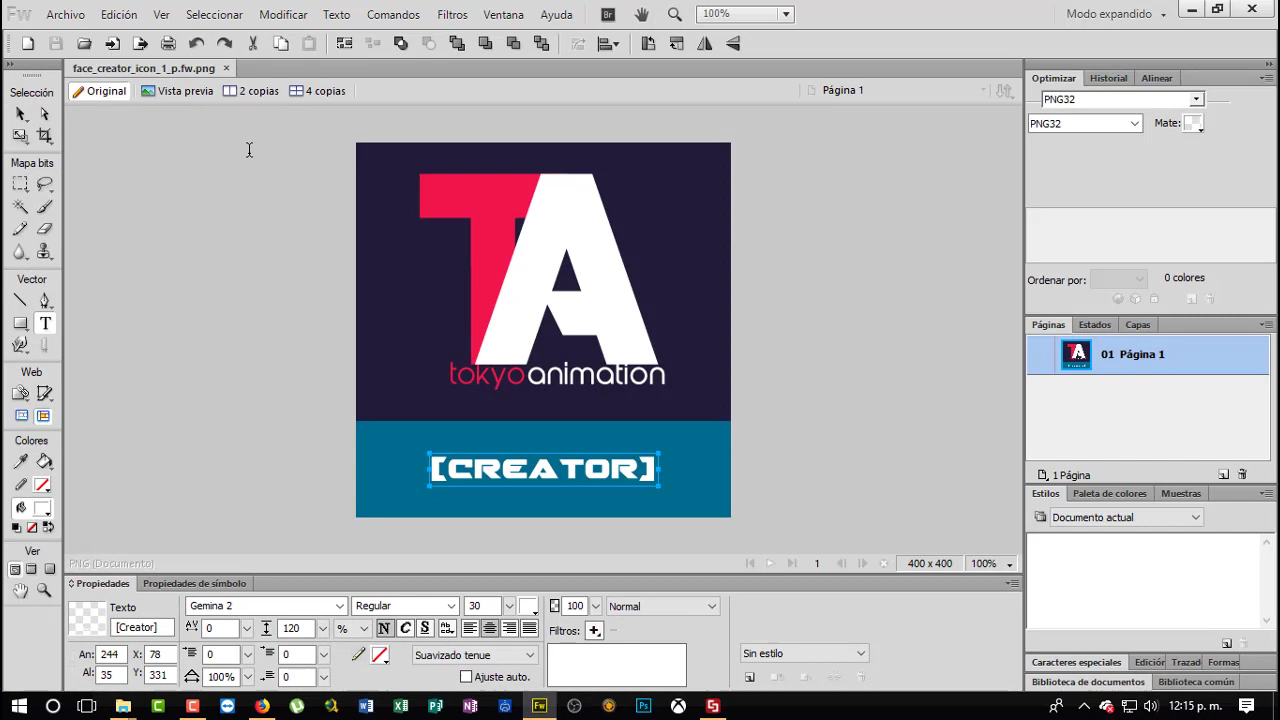 Fw
Archivo Edición Ver Seleccionar Modificar Texto Comandos Filtros Ventana Ayuda Br 100% Modo expandido
face_creator_icon_1_p.fw.png
Original Vista previa 2 copias 4 copias Página 1
Selección
Mapa bits
Vector
Web
Colores
Ver
TA
tokyoanimation
[CREATOR]
PNG (Documento) 1 400 x 400 100%
Propiedades Propiedades de símbolo
Texto Gemina 2 Regular 30 100 Normal
[Creator] 0 120 % N C S Filtros:
An: 244 X: 78 0 0 Suavizado tenue Sin estilo
Al: 35 Y: 331 100% 0 Ajuste auto.
Optimizar Historial Alinear
PNG32
PNG32 Mate:
Ordenar por: 0 colores
Páginas Estados Capas
01 Página 1
1 Página
Estilos Paleta de colores Muestras
Documento actual
Caracteres especiales Edición Trazad Formas
Biblioteca de documentos Biblioteca común
12:15 p. m.